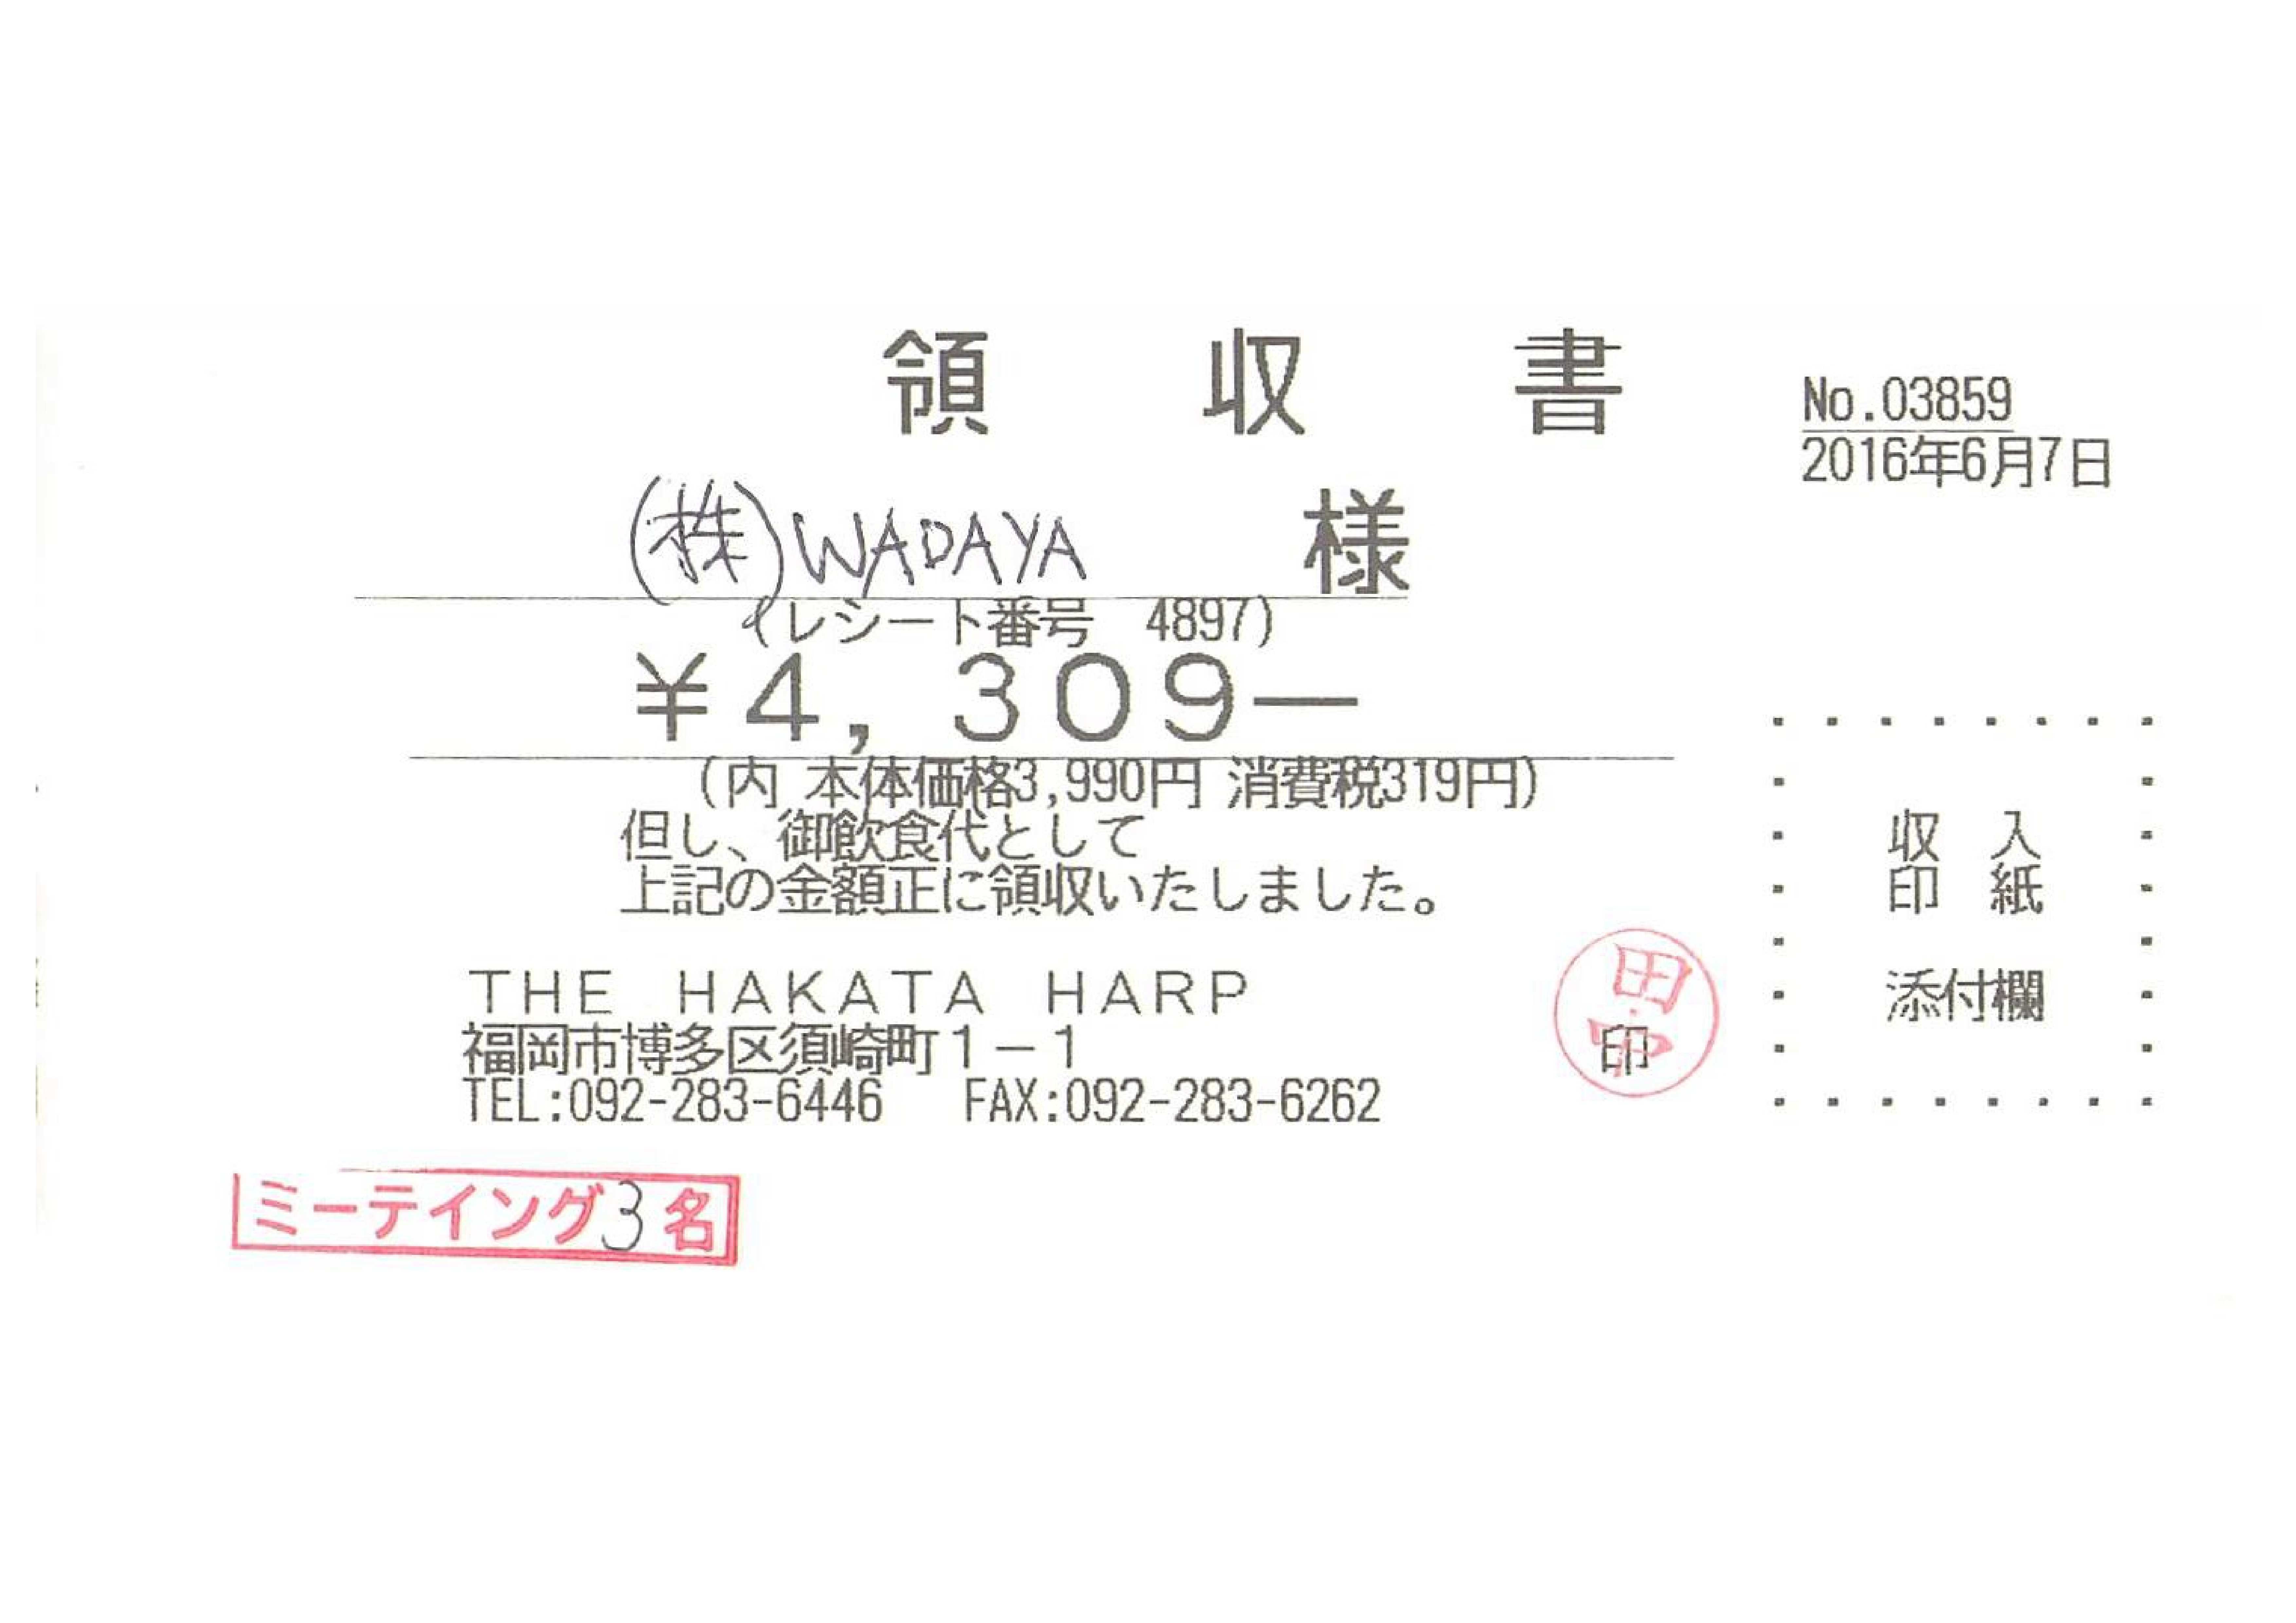 領 収 書
No.03859
2016年6月7日
(株)WADAYA 様
(レシート番号 4897)
¥4,309—
(内 本体価格3,990円 消費税319円)
但し、御飲食代として
上記の金額正に領収いたしました。
収 入
印 紙
添付欄
THE HAKATA HARP
福岡市博多区須崎町1-1
TEL:092-283-6446 FAX:092-283-6262
田中
印
ミーテイング3名